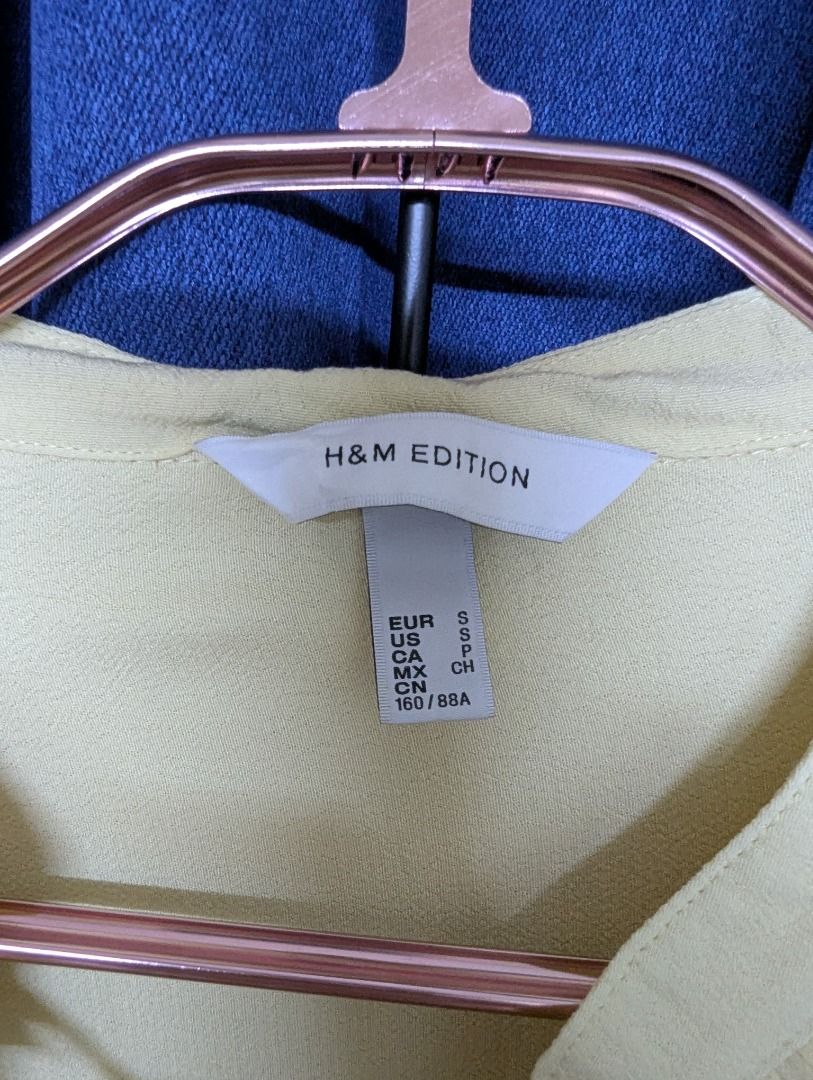 H&M EDITION
EUR S
US S
CA P
MX CH
CN
160/88A